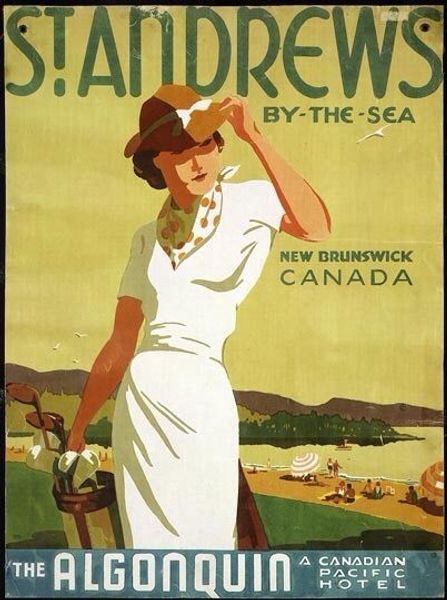 ST. ANDREWS
BY-THE-SEA
NEW BRUNSWICK
CANADA
THE ALGONQUIN
A CANADIAN
PACIFIC
HOTEL